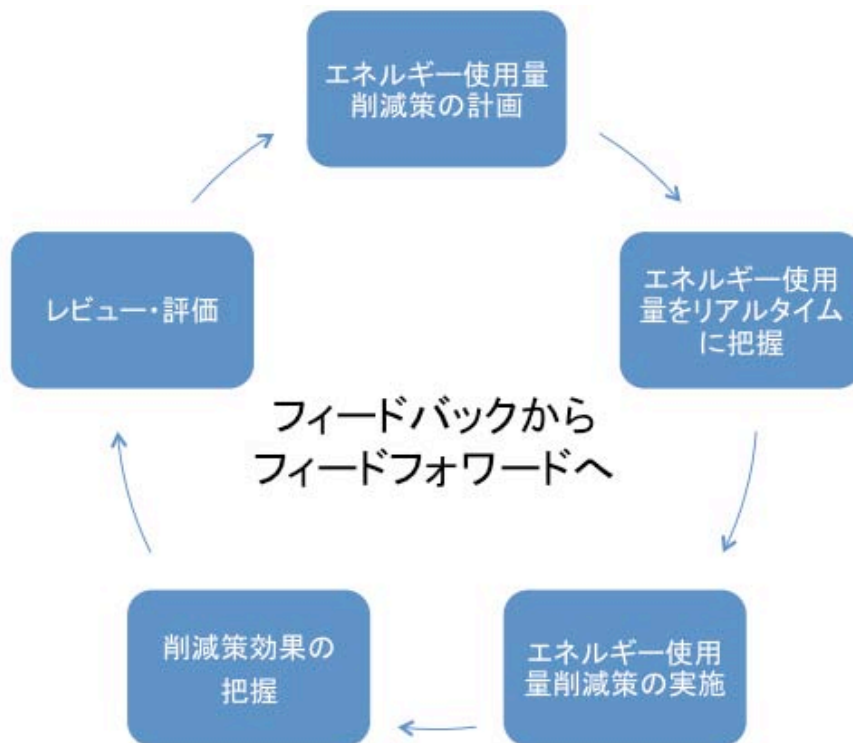 エネルギー使用量
削減策の計画
エネルギー使用
量をリアルタイム
に把握
エネルギー使用
量削減策の実施
削減策効果の
把握
レビュー・評価
フィードバックから
フィードフォワードへ